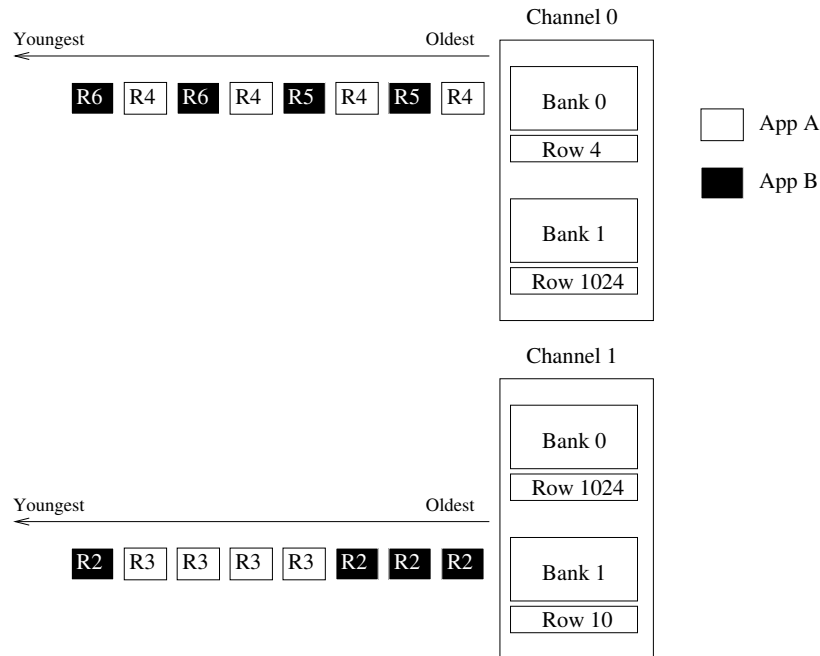 Channel 0
Youngest Oldest
R6 R4 R6 R4 R5 R4 R5 R4
Bank 0
Row 4
App A
App B
Bank 1
Row 1024
Channel 1
Bank 0
Row 1024
Youngest Oldest
R2 R3 R3 R3 R3 R2 R2 R2
Bank 1
Row 10